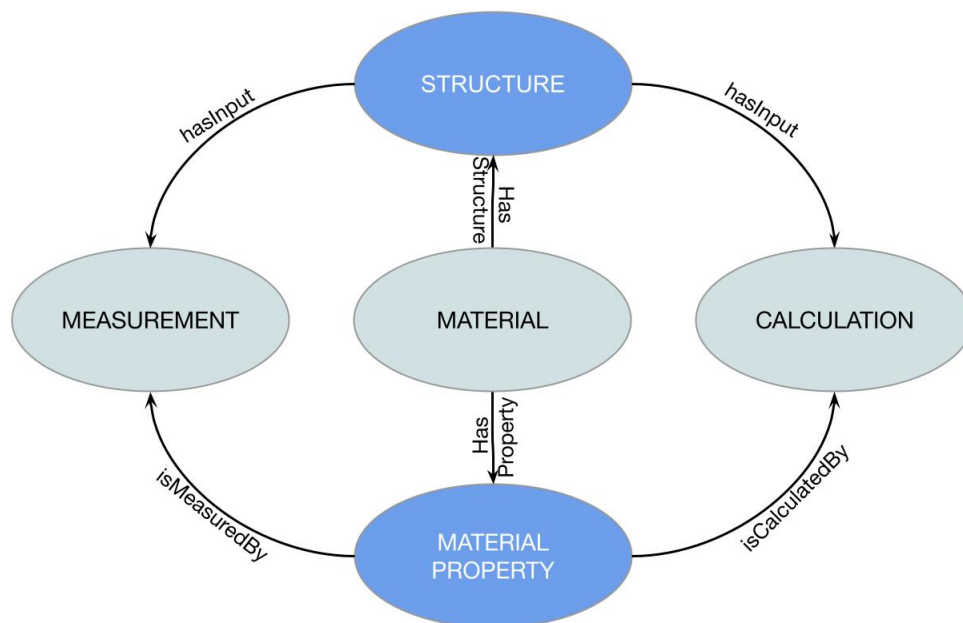 STRUCTURE
hasInput
hasInput
Has
Structure
MEASUREMENT
MATERIAL
CALCULATION
Has
Property
isMeasuredBy
isCalculatedBy
MATERIAL
PROPERTY